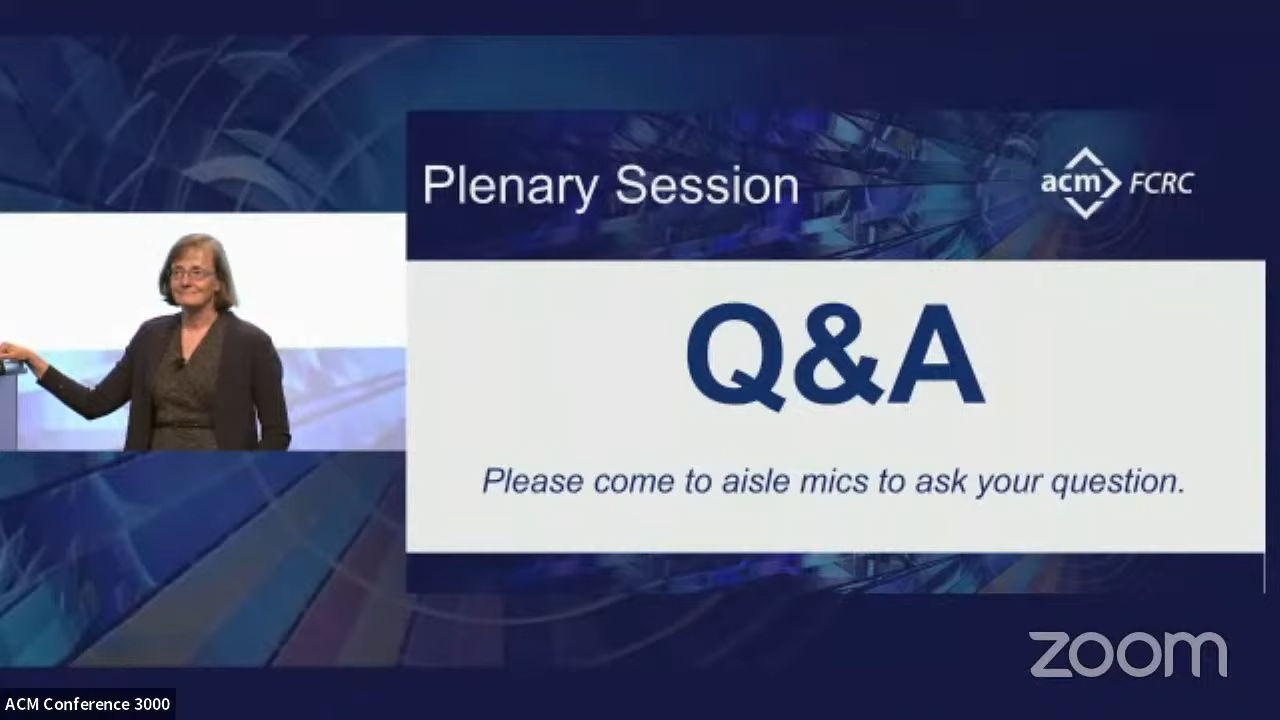 Plenary Session
acm FCRC
Q&A
Please come to aisle mics to ask your question.
zoom
ACM Conference 3000